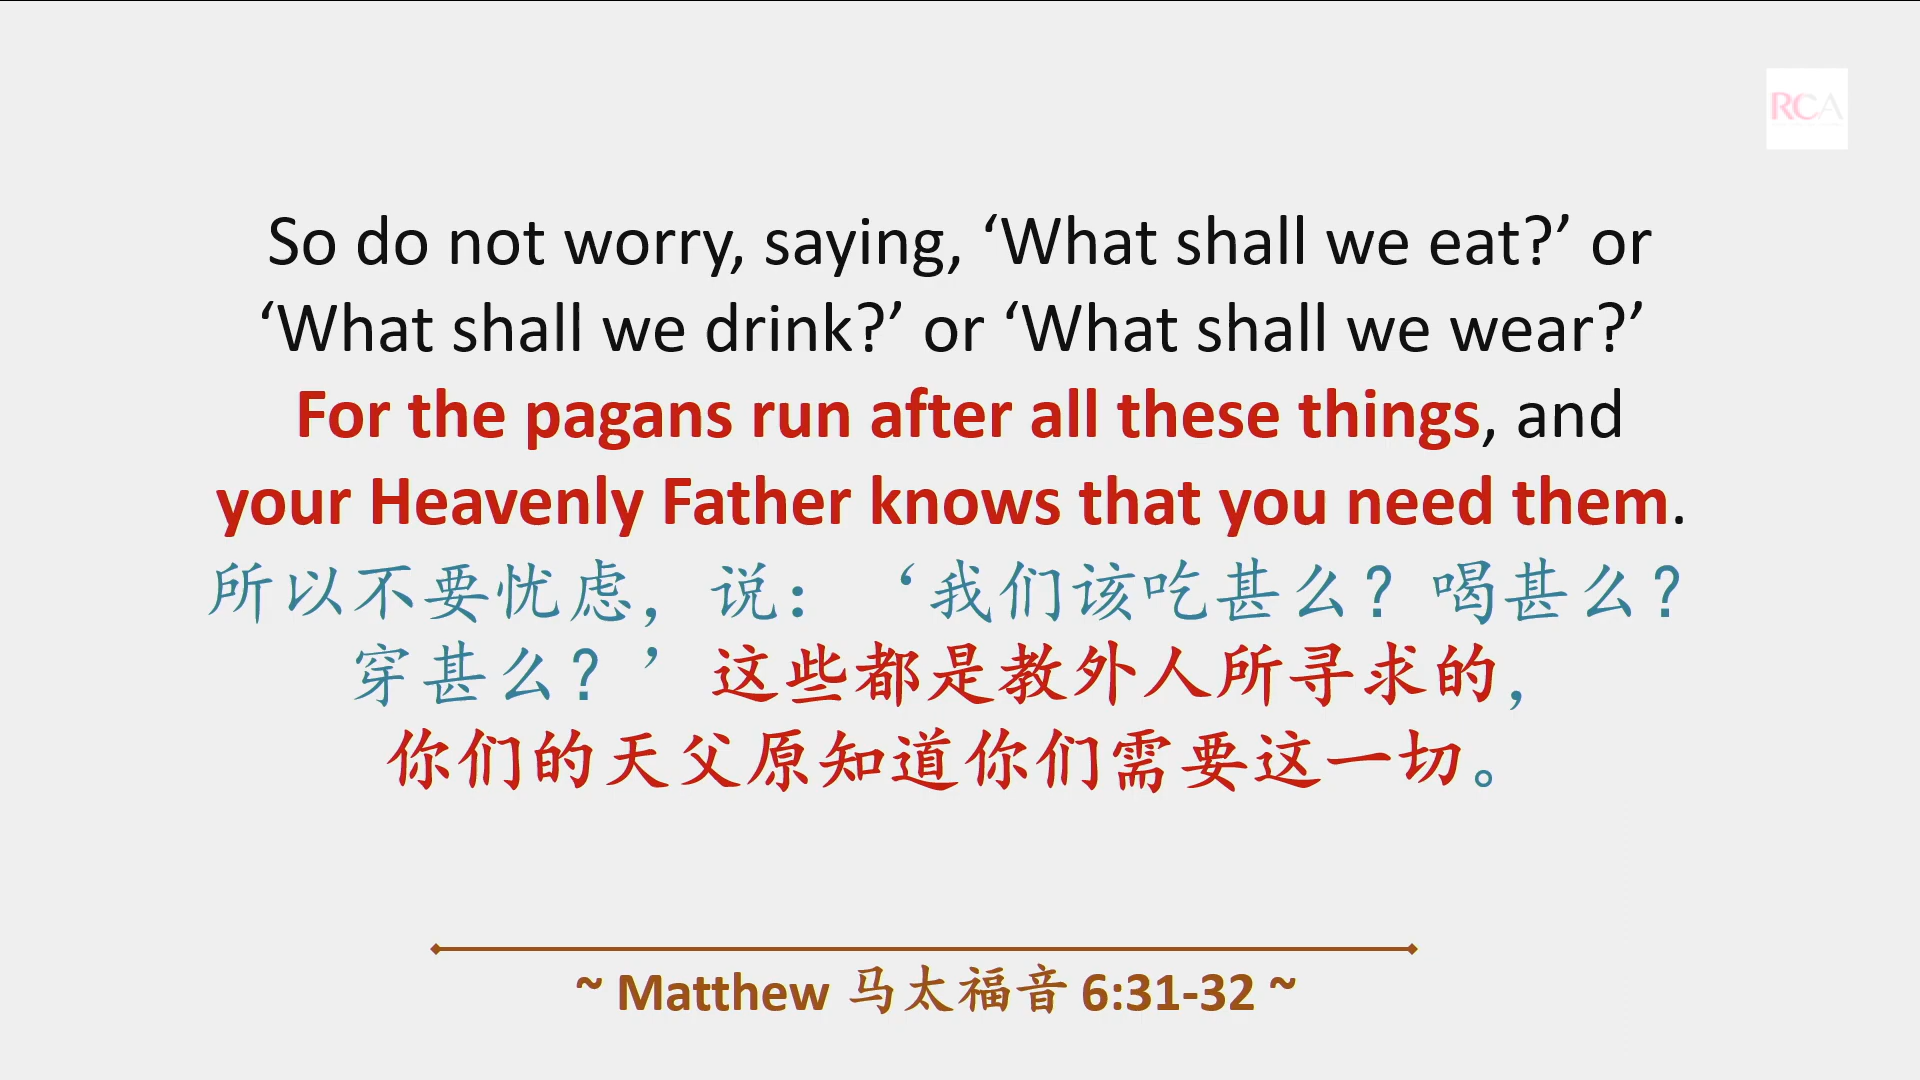 RCA
So do not worry, saying, ‘What shall we eat?’ or
‘What shall we drink?’ or ‘What shall we wear?’
For the pagans run after all these things, and
your Heavenly Father knows that you need them.
所以不要忧虑，说：‘我们该吃甚么？喝甚么？
穿甚么？’这些都是教外人所寻求的，
你们的天父原知道你们需要这一切。
~ Matthew 马太福音 6:31-32 ~